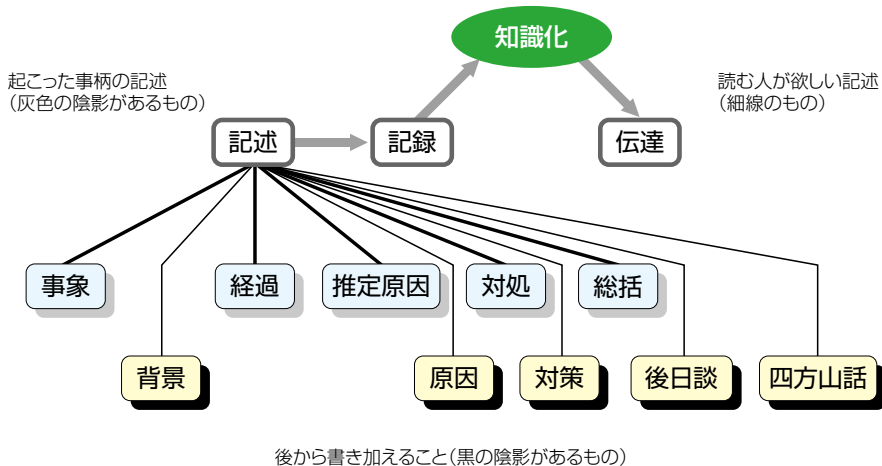 知識化
起こった事柄の記述
(灰色の陰影があるもの)
読む人が欲しい記述
(細線のもの)
記述
記録
伝達
事象
経過
推定原因
対処
総括
背景
原因
対策
後日談
四方山話
後から書き加えること(黒の陰影があるもの)